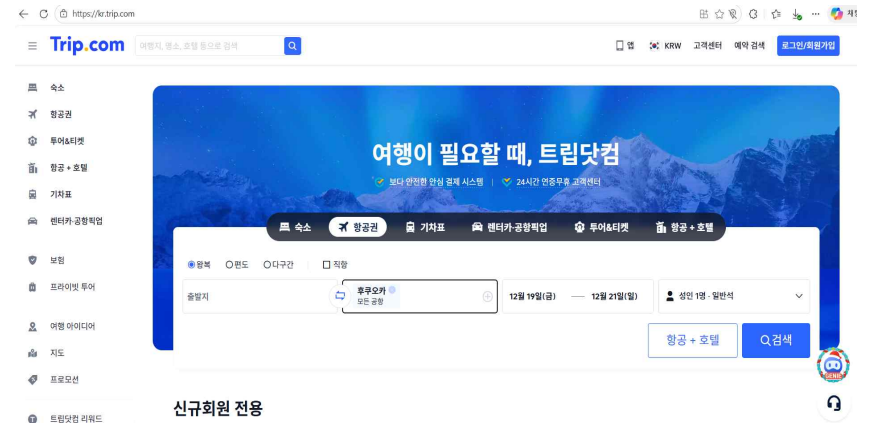 https://kr.trip.com
Trip.com
여행지, 명소, 호텔 등으로 검색
앱
KRW
고객센터
예약 검색
로그인/회원가입
숙소
항공권
투어&티켓
항공 + 호텔
기차표
렌터카·공항픽업
보험
프라이빗 투어
여행 아이디어
지도
프로모션
트립닷컴 리워드
여행이 필요할 때, 트립닷컴
보다 안전한 안심 결제 시스템 | 24시간 연중무휴 고객센터
숙소 항공권 기차표 렌터카·공항픽업 투어&티켓 항공 + 호텔
왕복 편도 다구간 직항
출발지
후쿠오카
모든 공항
12월 19일(금) — 12월 21일(일)
성인 1명 · 일반석
항공 + 호텔
검색
GENIE
신규회원 전용